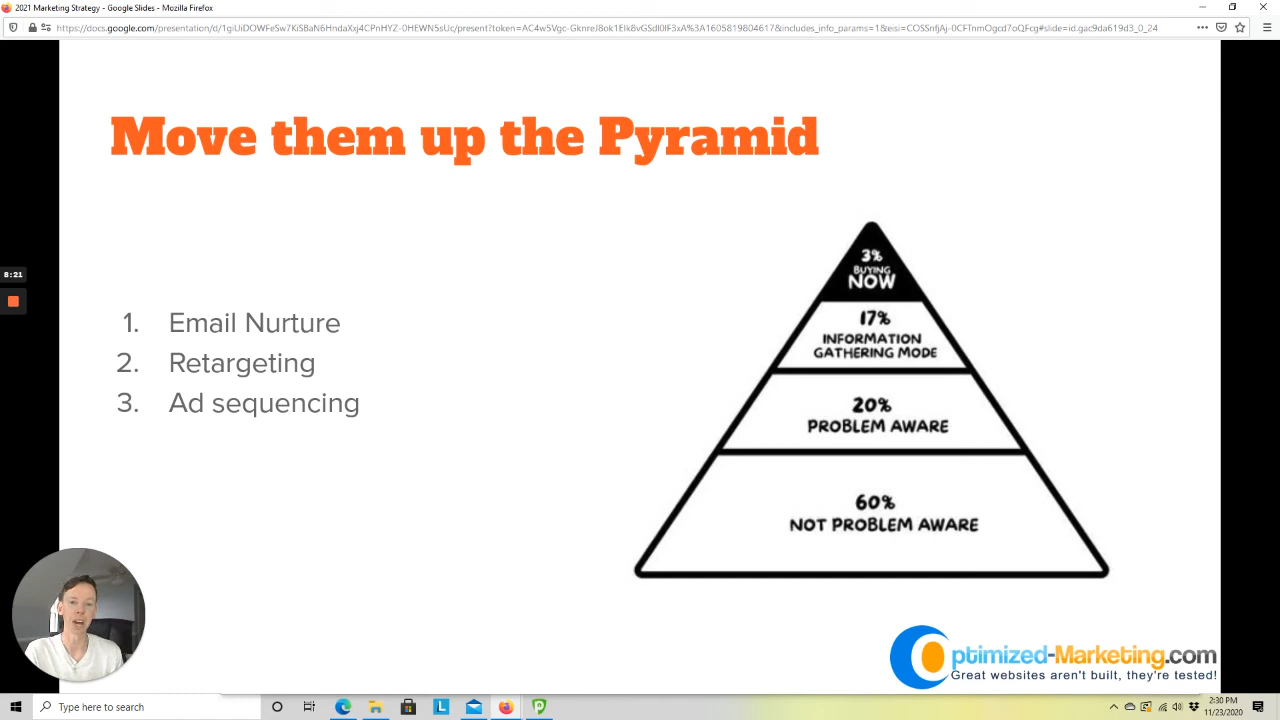 2021 Marketing Strategy - Google Slides - Mozilla Firefox
Move them up the Pyramid
8:21
1. Email Nurture
2. Retargeting
3. Ad sequencing
3%
BUYING
NOW
17%
INFORMATION
GATHERING MODE
20%
PROBLEM AWARE
60%
NOT PROBLEM AWARE
Optimized-Marketing.com
Great websites aren't built, they're tested!
Type here to search
2:30 PM
11/23/2020